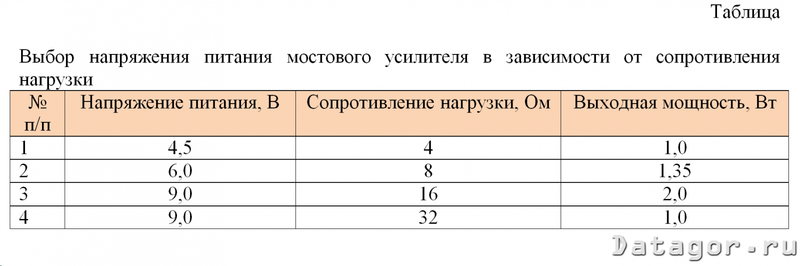 Таблица
Выбор напряжения питания мостового усилителя в зависимости от сопротивления
нагрузки
№ п/п Напряжение питания, В Сопротивление нагрузки, Ом Выходная мощность, Вт
1 4,5 4 1,0
2 6,0 8 1,35
3 9,0 16 2,0
4 9,0 32 1,0
Datagor.ru